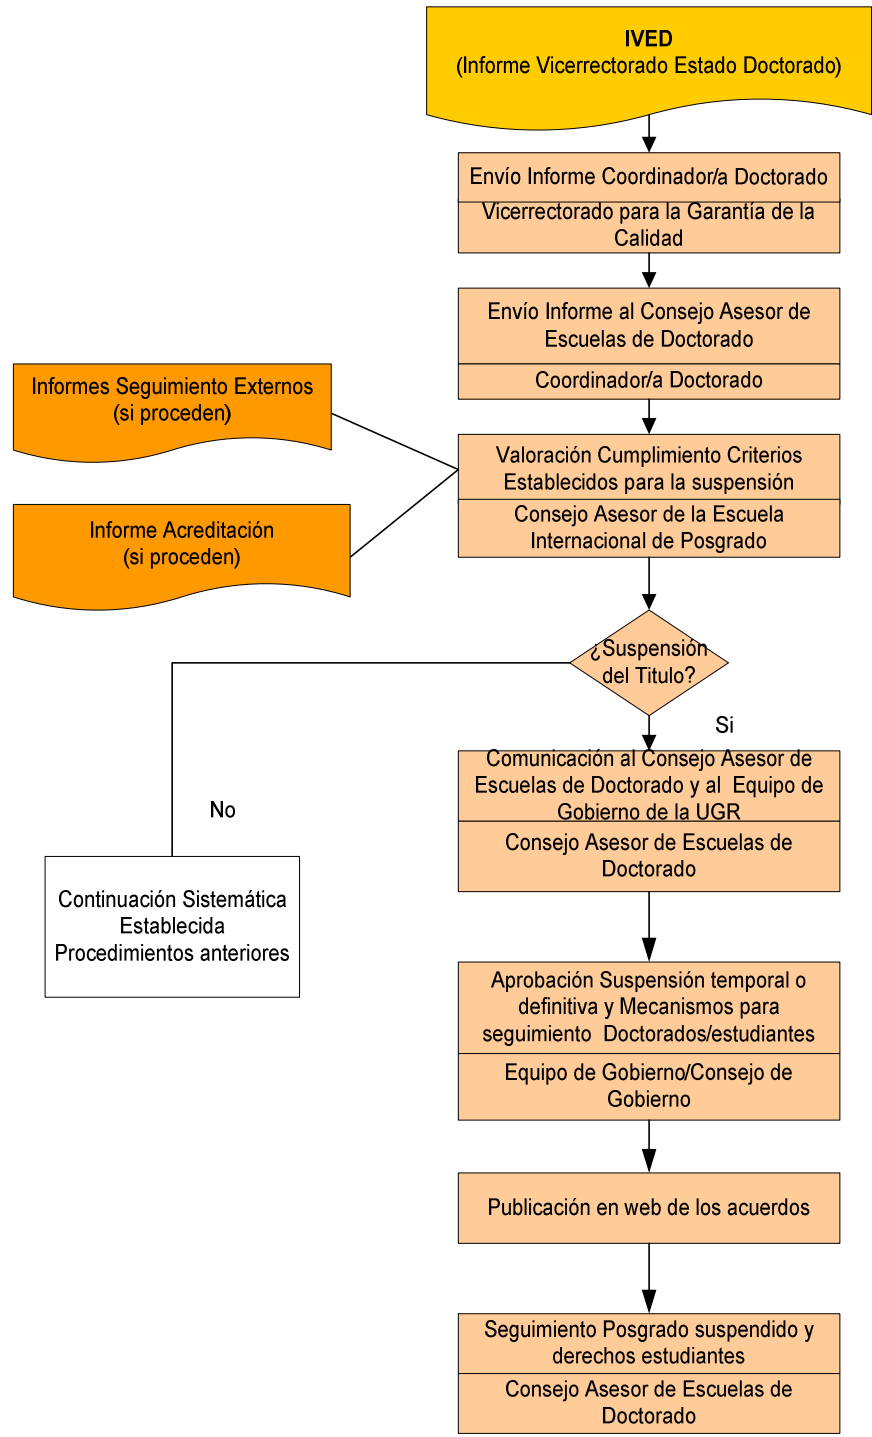 IVED
(Informe Vicerrectorado Estado Doctorado)
Envío Informe Coordinador/a Doctorado
Vicerrectorado para la Garantía de la
Calidad
Envío Informe al Consejo Asesor de
Escuelas de Doctorado
Coordinador/a Doctorado
Informes Seguimiento Externos
(si proceden)
Informe Acreditación
(si proceden)
Valoración Cumplimiento Criterios
Establecidos para la suspensión
Consejo Asesor de la Escuela
Internacional de Posgrado
¿Suspensión
del Titulo?
Si
No
Continuación Sistemática
Establecida
Procedimientos anteriores
Comunicación al Consejo Asesor de
Escuelas de Doctorado y al  Equipo de
Gobierno de la UGR
Consejo Asesor de Escuelas de
Doctorado
Aprobación Suspensión temporal o
definitiva y Mecanismos para
seguimiento  Doctorados/estudiantes
Equipo de Gobierno/Consejo de
Gobierno
Publicación en web de los acuerdos
Seguimiento Posgrado suspendido y
derechos estudiantes
Consejo Asesor de Escuelas de
Doctorado